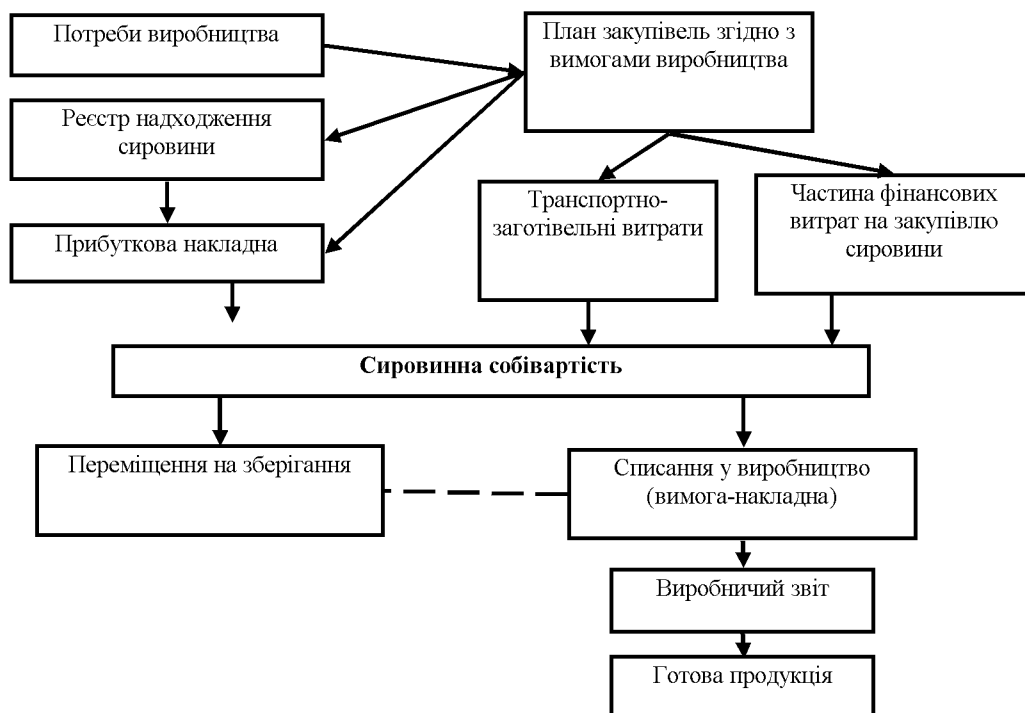 Потреби виробництва
План закупівель згідно з
вимогами виробництва
Реєстр надходження
сировини
Прибуткова накладна
Транспортно-
заготівельні витрати
Частина фінансових
витрат на закупівлю
сировини
Сировинна собівартість
Переміщення на зберігання
Списання у виробництво
(вимога-накладна)
Виробничий звіт
Готова продукція